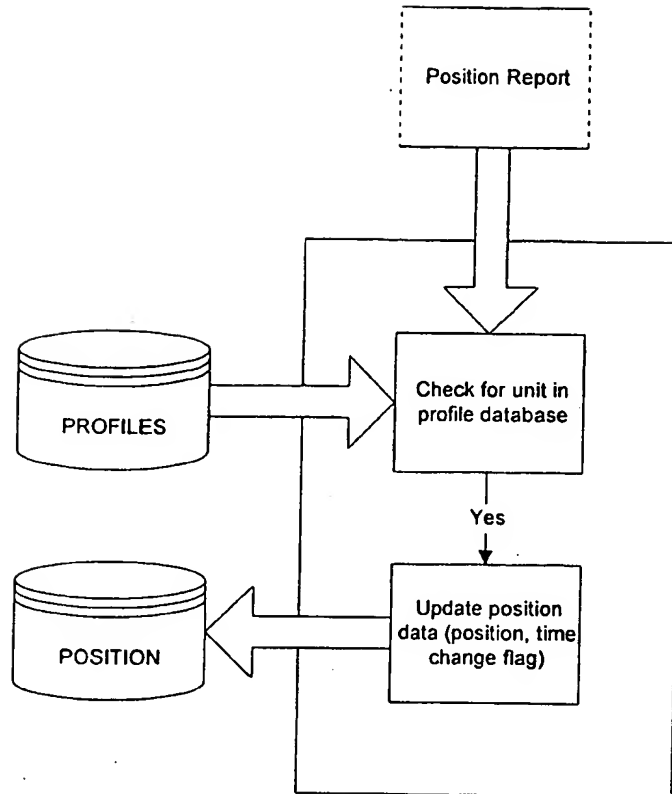 Position Report
Check for unit in
profile database
PROFILES
Yes
Update position
data (position, time
change flag)
POSITION